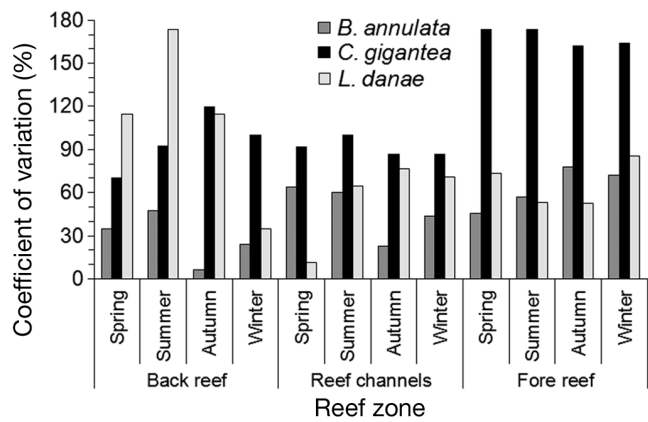 Coefficient of variation (%)
180
150
120
90
60
30
0
B. annulata
C. gigantea
L. danae
Spring
Summer
Autumn
Winter
Spring
Summer
Autumn
Winter
Spring
Summer
Autumn
Winter
Back reef
Reef channels
Fore reef
Reef zone